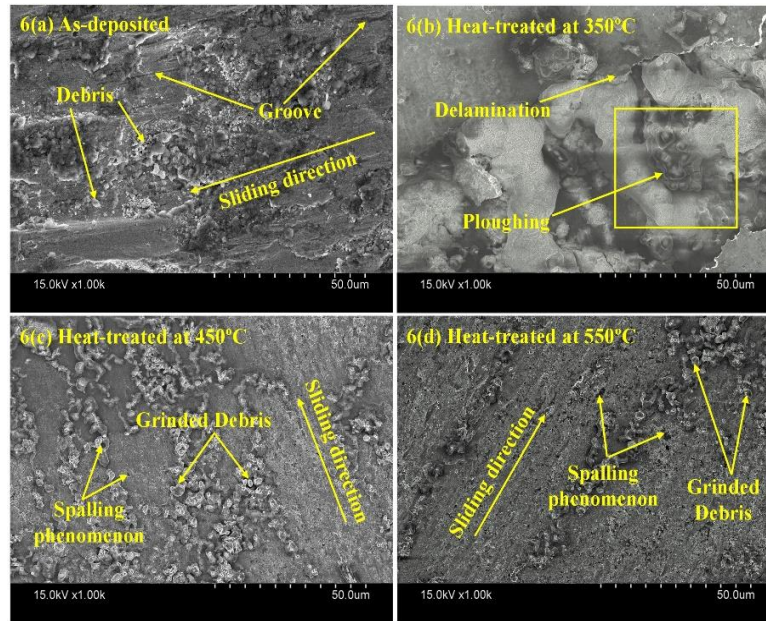 6(a) As-deposited
Debris
Groove
Sliding direction
15.0kV x1.00k
50.0um
6(b) Heat-treated at 350ºC
Delamination
Ploughing
15.0kV x1.00k
50.0um
6(c) Heat-treated at 450ºC
Grinded Debris
Sliding direction
Spalling
phenomenon
15.0kV x1.00k
50.0um
6(d) Heat-treated at 550ºC
Sliding direction
Spalling
phenomenon
Grinded
Debris
15.0kV x1.00k
50.0um